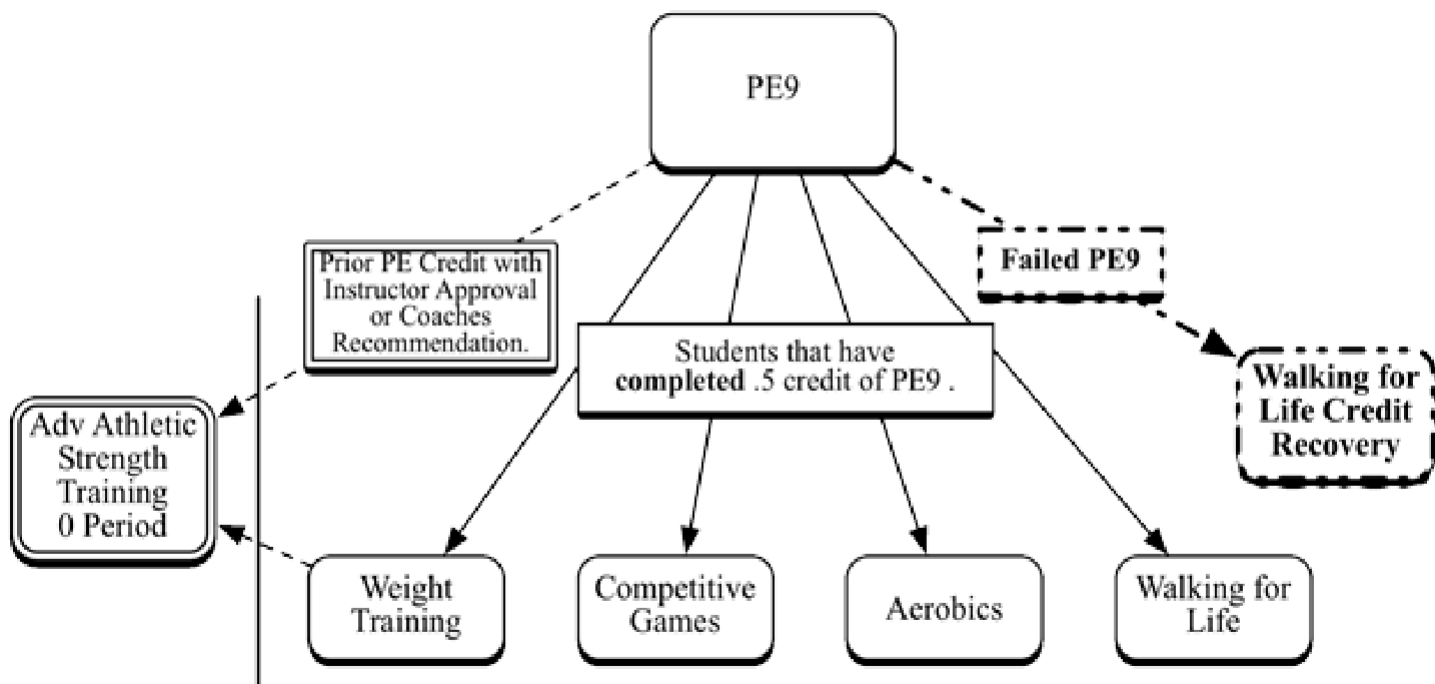 PE9
Prior PE Credit with
Instructor Approval
or Coaches
Recommendation.
Failed PE9
Students that have
completed .5 credit of PE9 .
Walking for
Life Credit
Recovery
Adv Athletic
Strength
Training
0 Period
Weight
Training
Competitive
Games
Aerobics
Walking for
Life